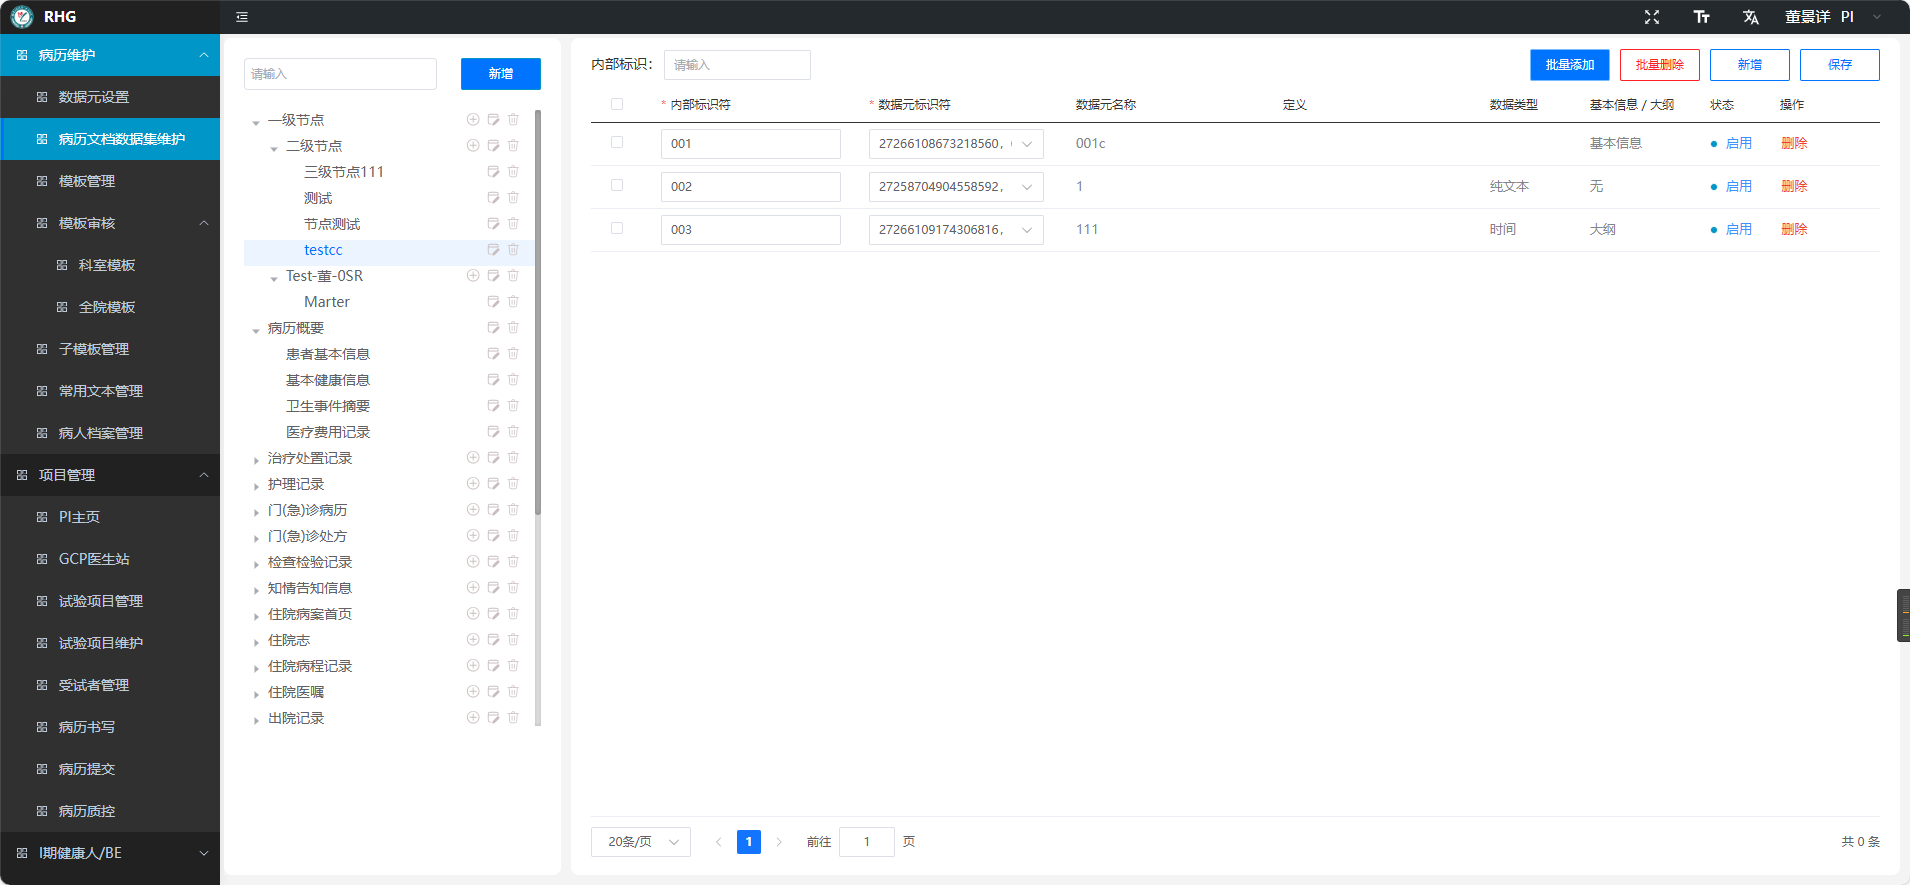 RHG
董景详 PI
病历维护
数据元设置
病历文档数据集维护
模板管理
模板审核
科室模板
全院模板
子模板管理
常用文本管理
病人档案管理
项目管理
PI主页
GCP医生站
试验项目管理
试验项目维护
受试者管理
病历书写
病历提交
病历质控
I期健康人/BE
请输入
新增
一级节点
二级节点
三级节点111
测试
节点测试
testcc
Test-董-0SR
Marter
病历概要
患者基本信息
基本健康信息
卫生事件摘要
医疗费用记录
治疗处置记录
护理记录
门(急)诊病历
门(急)诊处方
检查检验记录
知情告知信息
住院病案首页
住院志
住院病程记录
住院医嘱
出院记录
内部标识: 请输入
批量添加 批量删除 新增 保存
* 内部标识符 * 数据元标识符 数据元名称 定义 数据类型 基本信息 / 大纲 状态 操作
001 27266108673218560, 001c 基本信息 启用 删除
002 27258704904558592, 1 纯文本 无 启用 删除
003 27266109174306816, 111 时间 大纲 启用 删除
20条/页 1 前往 1 页 共 0 条